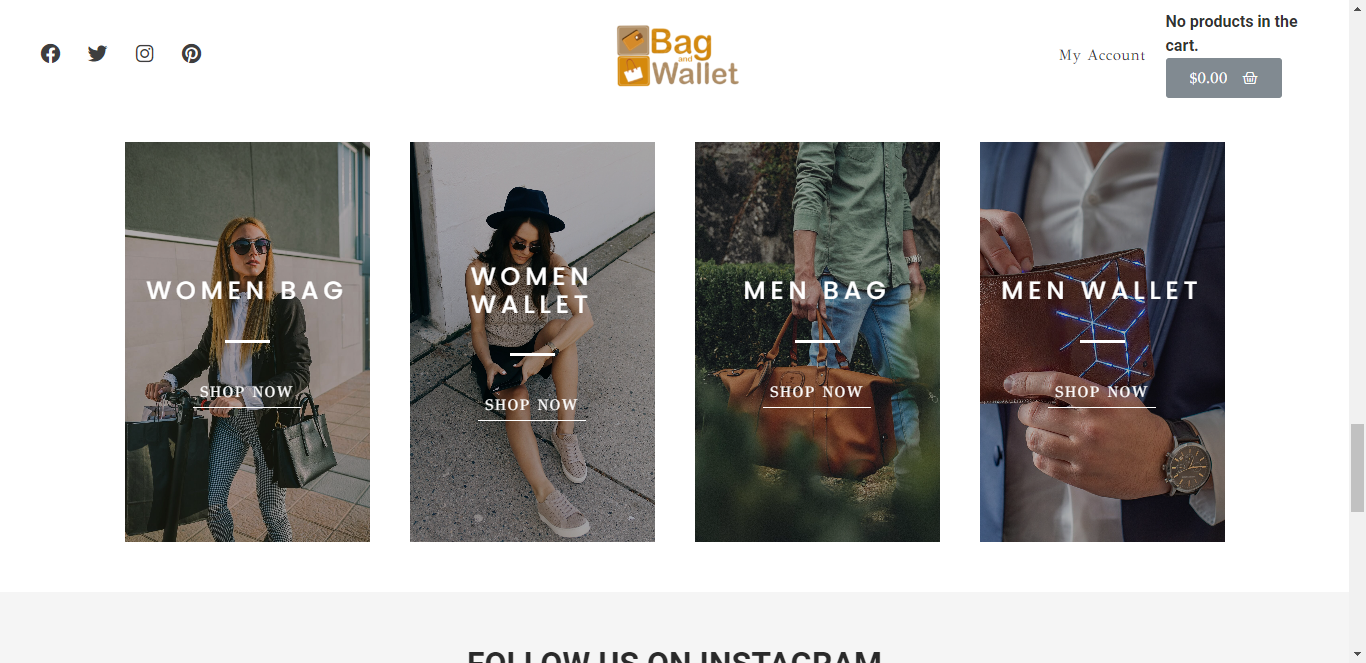 No products in the
cart.
Bag
and
Wallet
My Account
$0.00
WOMEN BAG
SHOP NOW
WOMEN
WALLET
SHOP NOW
MEN BAG
SHOP NOW
MEN WALLET
SHOP NOW
FOLLOW US ON INSTAGRAM